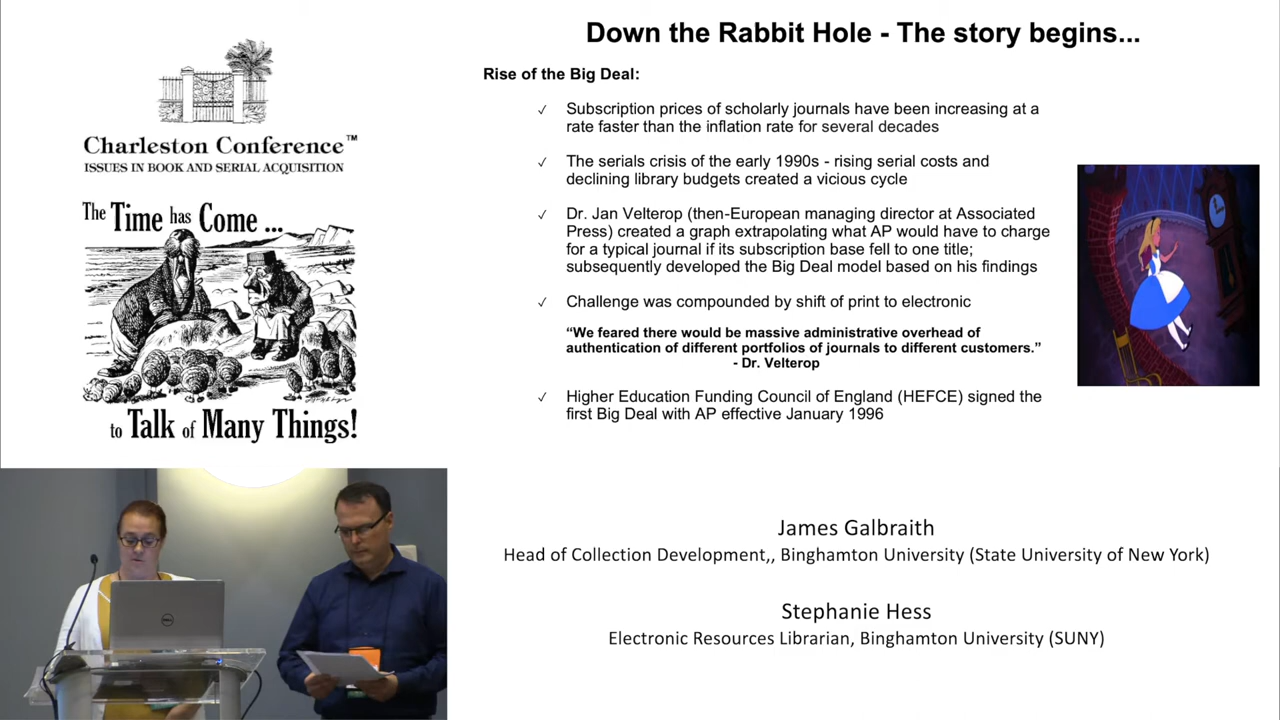 Charleston Conference™
ISSUES IN BOOK AND SERIAL ACQUISITION
The Time has Come ...
to Talk of Many Things!
Down the Rabbit Hole - The story begins...
Rise of the Big Deal:
✓ Subscription prices of scholarly journals have been increasing at a
rate faster than the inflation rate for several decades
✓ The serials crisis of the early 1990s - rising serial costs and
declining library budgets created a vicious cycle
✓ Dr. Jan Velterop (then-European managing director at Associated
Press) created a graph extrapolating what AP would have to charge
for a typical journal if its subscription base fell to one title;
subsequently developed the Big Deal model based on his findings
✓ Challenge was compounded by shift of print to electronic
“We feared there would be massive administrative overhead of
authentication of different portfolios of journals to different customers.”
- Dr. Velterop
✓ Higher Education Funding Council of England (HEFCE) signed the
first Big Deal with AP effective January 1996
James Galbraith
Head of Collection Development,, Binghamton University (State University of New York)
Stephanie Hess
Electronic Resources Librarian, Binghamton University (SUNY)
DELL